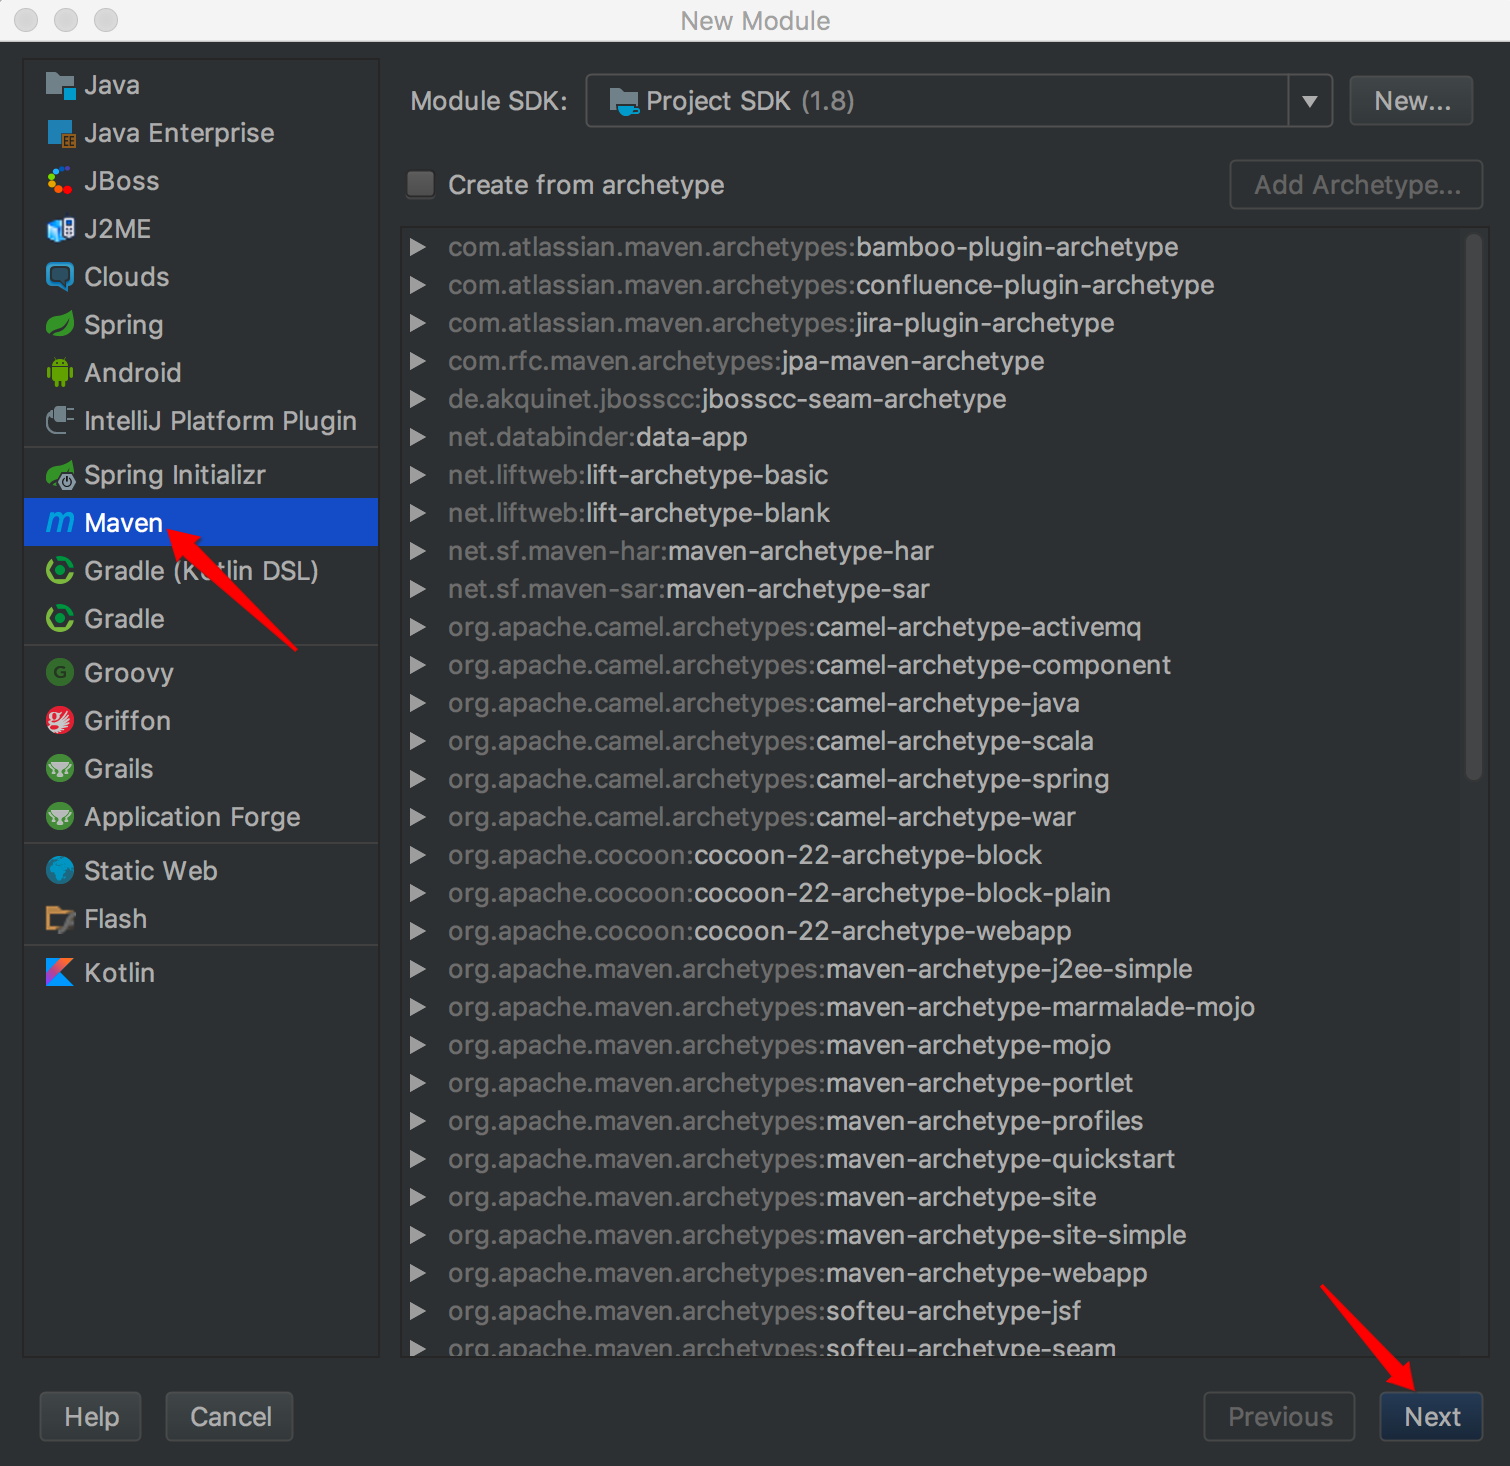 New Module
Java
Java Enterprise
JBoss
J2ME
Clouds
Spring
Android
IntelliJ Platform Plugin
Spring Initializr
Maven
Gradle (Kotlin DSL)
Gradle
Groovy
Griffon
Grails
Application Forge
Static Web
Flash
Kotlin
Module SDK: Project SDK (1.8) New...
Create from archetype Add Archetype...
com.atlassian.maven.archetypes:bamboo-plugin-archetype
com.atlassian.maven.archetypes:confluence-plugin-archetype
com.atlassian.maven.archetypes:jira-plugin-archetype
com.rfc.maven.archetypes:jpa-maven-archetype
de.akquinet.jbosscc:jbosscc-seam-archetype
net.databinder:data-app
net.liftweb:lift-archetype-basic
net.liftweb:lift-archetype-blank
net.sf.maven-har:maven-archetype-har
net.sf.maven-sar:maven-archetype-sar
org.apache.camel.archetypes:camel-archetype-activemq
org.apache.camel.archetypes:camel-archetype-component
org.apache.camel.archetypes:camel-archetype-java
org.apache.camel.archetypes:camel-archetype-scala
org.apache.camel.archetypes:camel-archetype-spring
org.apache.camel.archetypes:camel-archetype-war
org.apache.cocoon:cocoon-22-archetype-block
org.apache.cocoon:cocoon-22-archetype-block-plain
org.apache.cocoon:cocoon-22-archetype-webapp
org.apache.maven.archetypes:maven-archetype-j2ee-simple
org.apache.maven.archetypes:maven-archetype-marmalade-mojo
org.apache.maven.archetypes:maven-archetype-mojo
org.apache.maven.archetypes:maven-archetype-portlet
org.apache.maven.archetypes:maven-archetype-profiles
org.apache.maven.archetypes:maven-archetype-quickstart
org.apache.maven.archetypes:maven-archetype-site
org.apache.maven.archetypes:maven-archetype-site-simple
org.apache.maven.archetypes:maven-archetype-webapp
org.apache.maven.archetypes:softeu-archetype-jsf
org.apache.maven.archetypes:softeu-archetype-seam
Help Cancel Previous Next